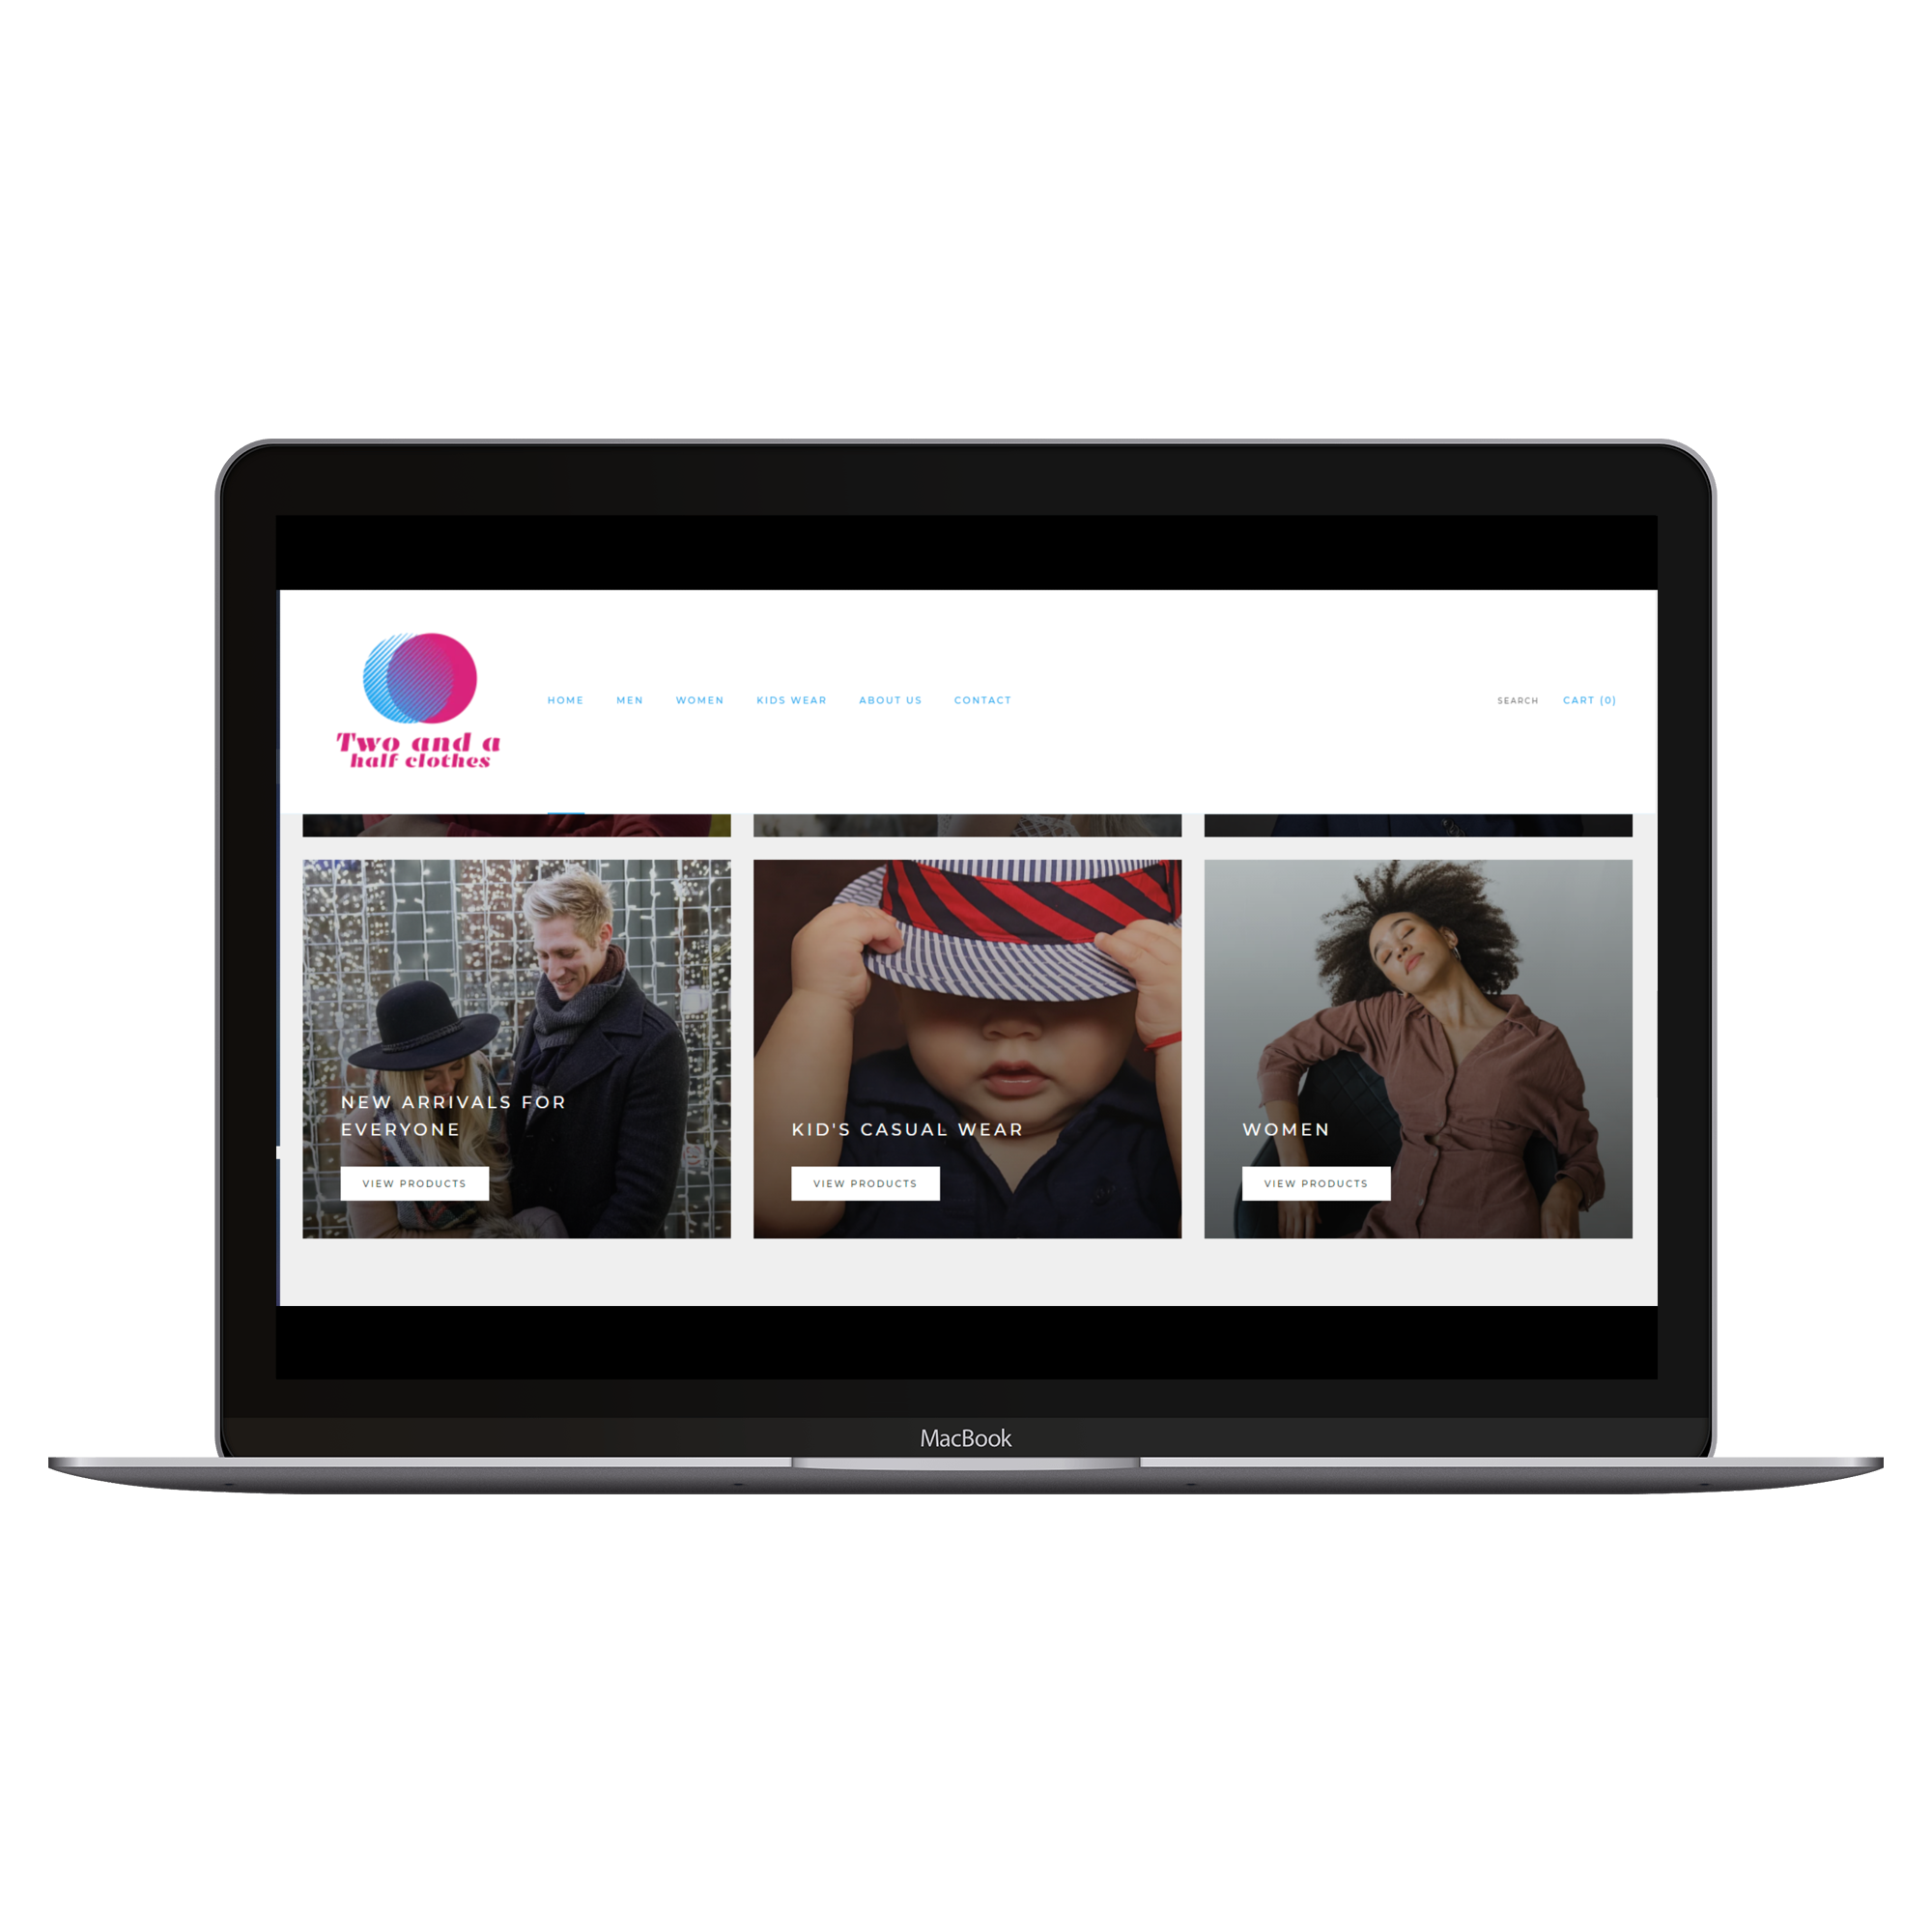 Two and a
half clothes
HOME
MEN
WOMEN
KIDS WEAR
ABOUT US
CONTACT
SEARCH
CART (0)
NEW ARRIVALS FOR
EVERYONE
VIEW PRODUCTS
KID'S CASUAL WEAR
VIEW PRODUCTS
WOMEN
VIEW PRODUCTS
MacBook